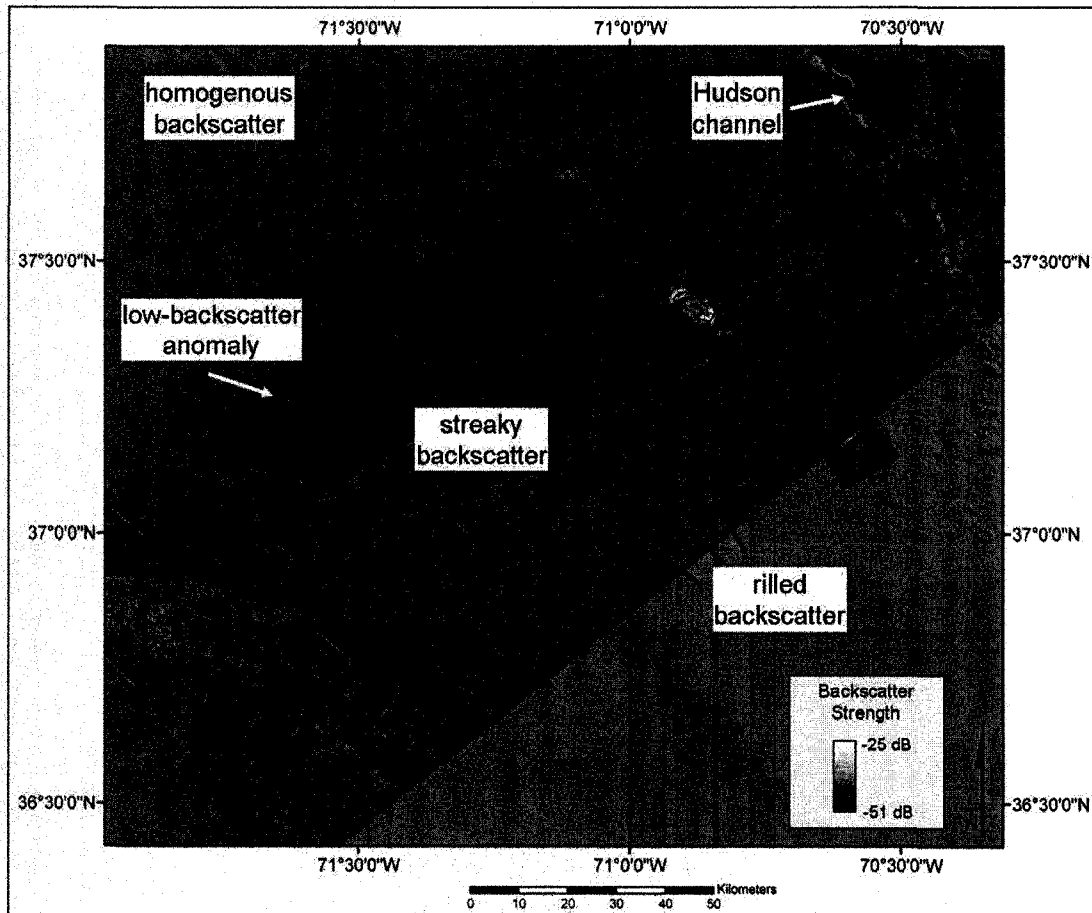 71°30'0"W
71°0'0"W
70°30'0"W
homogenous
backscatter
Hudson
channel
37°30'0"N
37°30'0"N
low-backscatter
anomaly
streaky
backscatter
37°0'0"N
37°0'0"N
rilled
backscatter
Backscatter
Strength
-25 dB
-51 dB
36°30'0"N
36°30'0"N
71°30'0"W
71°0'0"W
70°30'0"W
Kilometers
0 10 20 30 40 50